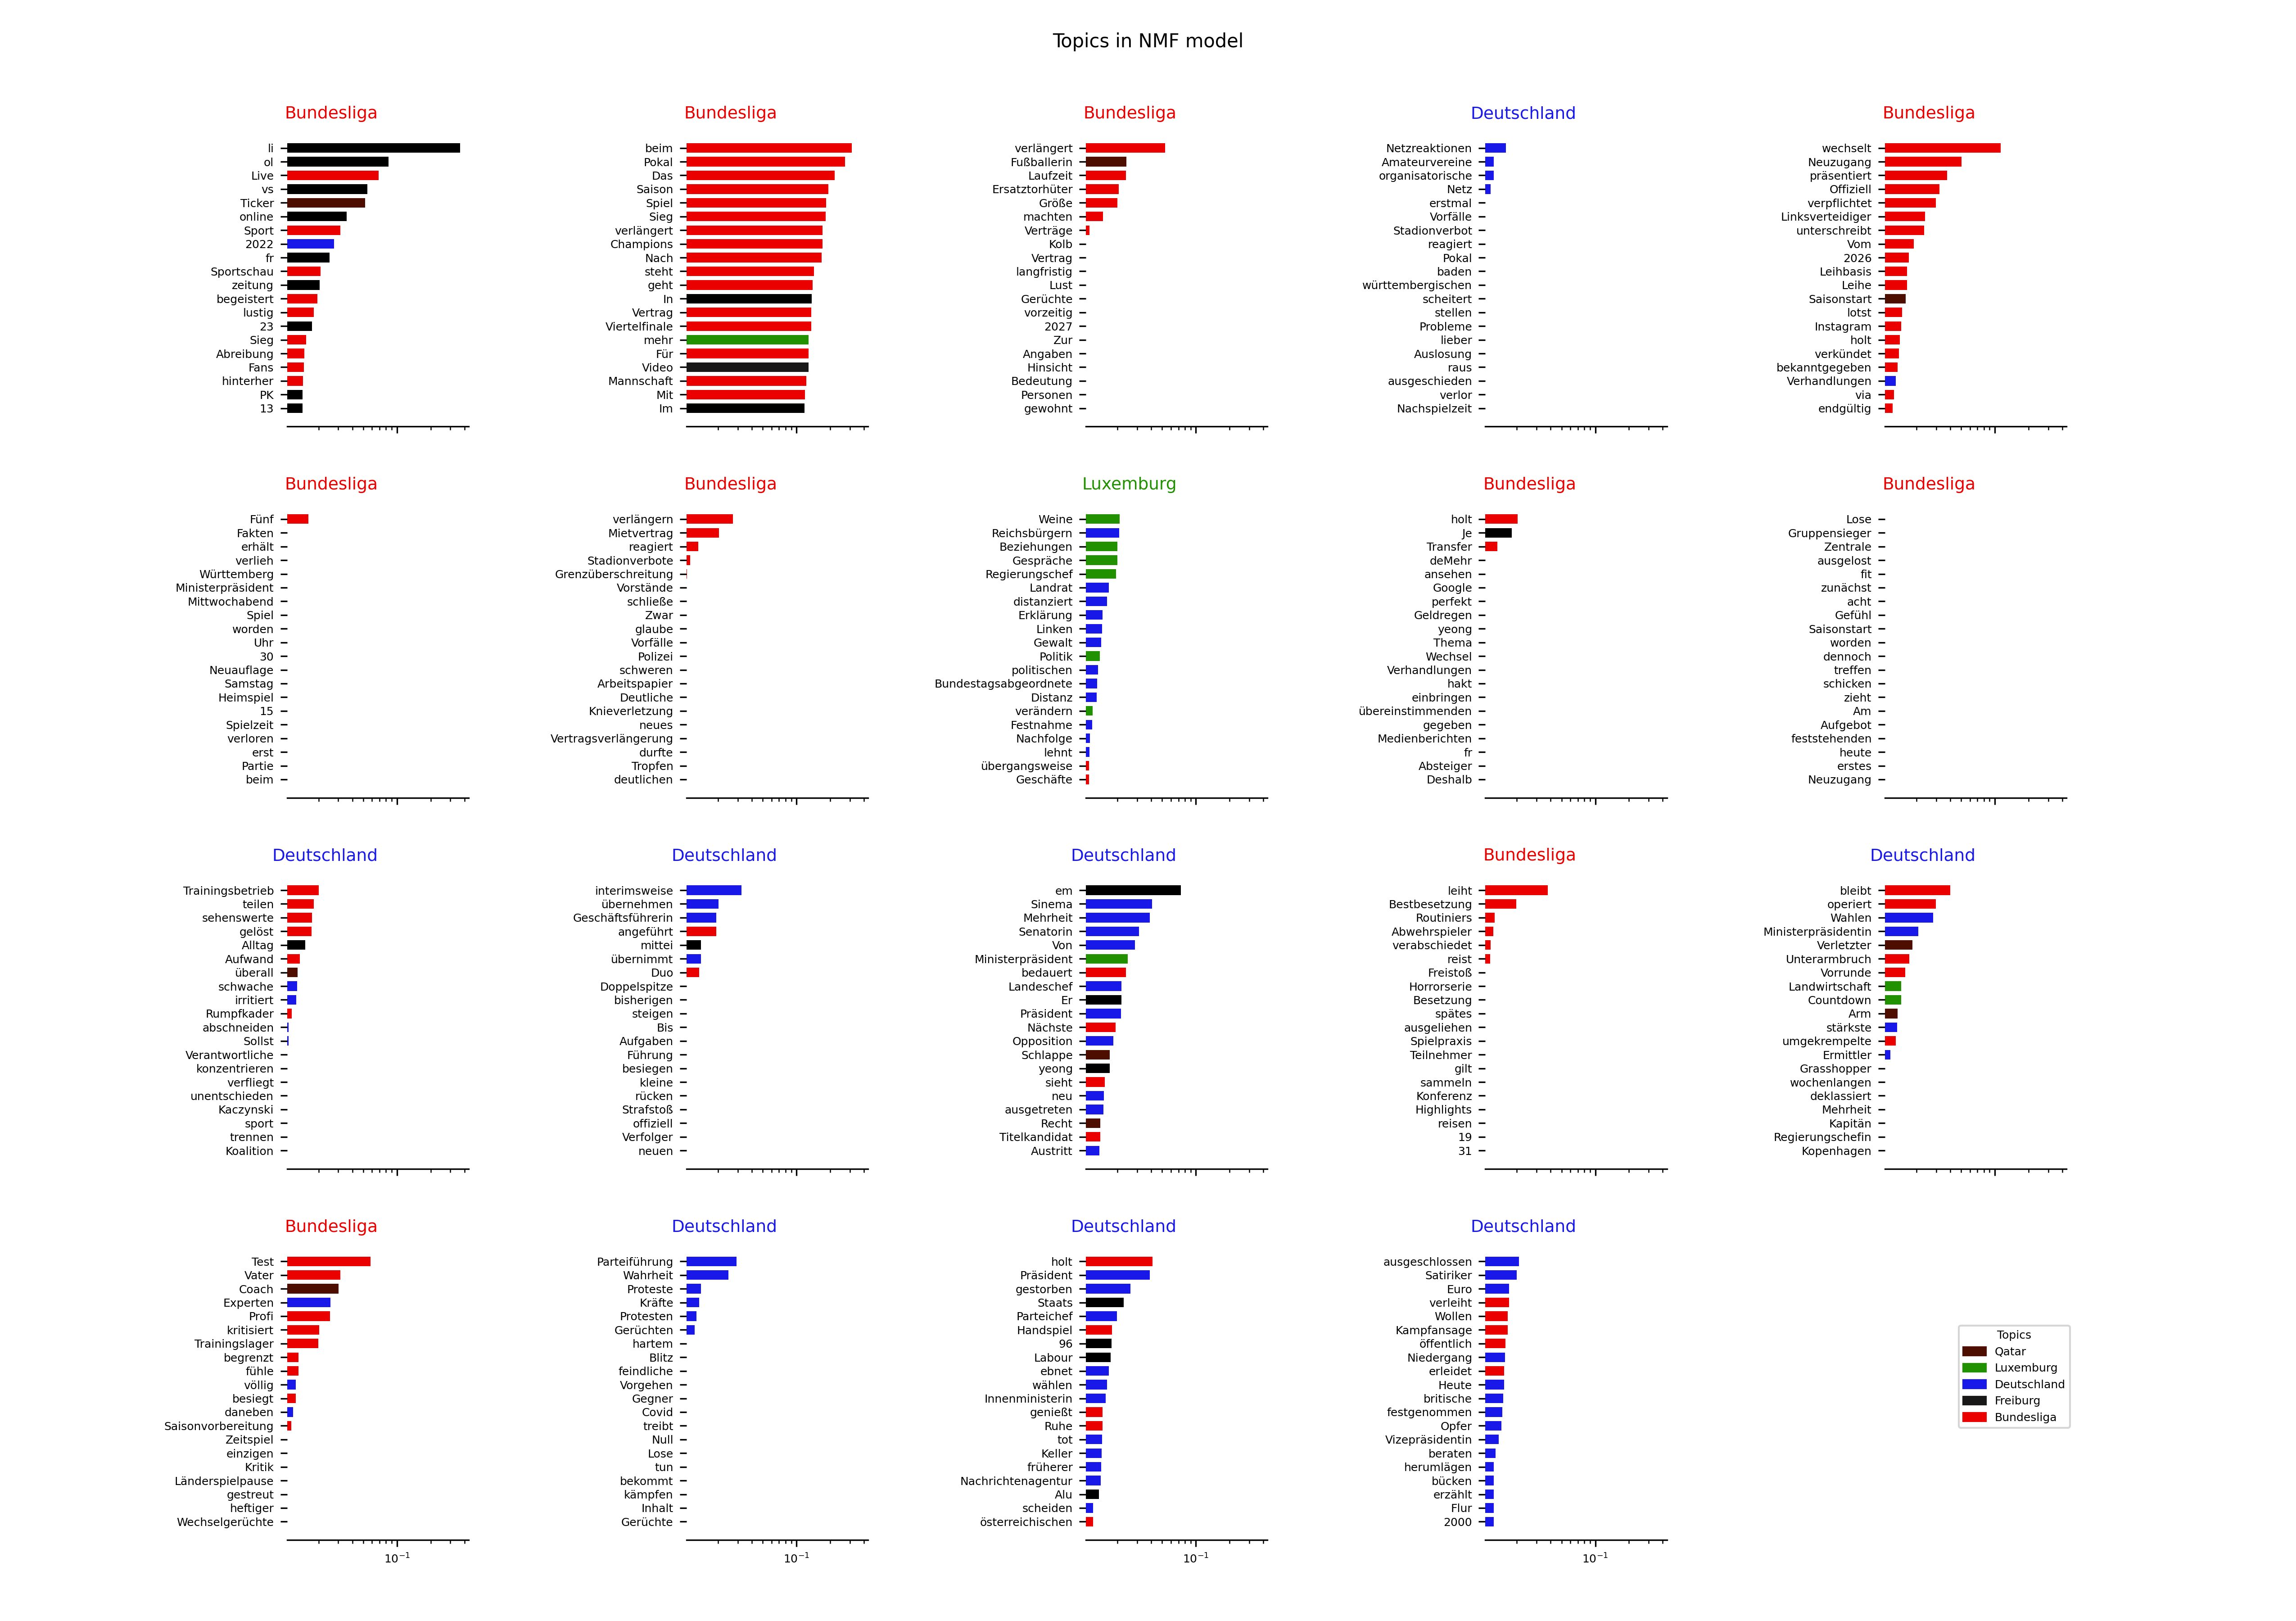 Topics in NMF model
Bundesliga
li
ol
Live
vs
Ticker
online
Sport
2022
fr
Sportschau
zeitung
begeistert
lustig
23
Sieg
Abreibung
Fans
hinterher
PK
13
Bundesliga
beim
Pokal
Das
Saison
Spiel
Sieg
verlängert
Champions
Nach
steht
geht
In
Vertrag
Viertelfinale
mehr
Für
Video
Mannschaft
Mit
Im
Bundesliga
verlängert
Fußballerin
Laufzeit
Ersatztorhüter
Größe
machten
Verträge
Kolb
Vertrag
langfristig
Lust
Gerüchte
vorzeitig
2027
Zur
Angaben
Hinsicht
Bedeutung
Personen
gewohnt
Deutschland
Netzreaktionen
Amateurvereine
organisatorische
Netz
erstmal
Vorfälle
Stadionverbot
reagiert
Pokal
baden
württembergischen
scheitert
stellen
Probleme
lieber
Auslosung
raus
ausgeschieden
verlor
Nachspielzeit
Bundesliga
wechselt
Neuzugang
präsentiert
Offiziell
verpflichtet
Linksverteidiger
unterschreibt
Vom
2026
Leihbasis
Leihe
Saisonstart
lotst
Instagram
holt
verkündet
bekanntgegeben
Verhandlungen
via
endgültig
Bundesliga
Fünf
Fakten
erhält
verlieh
Württemberg
Ministerpräsident
Mittwochabend
Spiel
worden
Uhr
30
Neuauflage
Samstag
Heimspiel
15
Spielzeit
verloren
erst
Partie
beim
Bundesliga
verlängern
Mietvertrag
reagiert
Stadionverbote
Grenzüberschreitung
Vorstände
schließe
Zwar
glaube
Vorfälle
Polizei
schweren
Arbeitspapier
Deutliche
Knieverletzung
neues
Vertragsverlängerung
durfte
Tropfen
deutlichen
Luxemburg
Weine
Reichsbürgern
Beziehungen
Gespräche
Regierungschef
Landrat
distanziert
Erklärung
Linken
Gewalt
Politik
politischen
Bundestagsabgeordnete
Distanz
verändern
Festnahme
Nachfolge
lehnt
übergangsweise
Geschäfte
Bundesliga
holt
Je
Transfer
deMehr
ansehen
Google
perfekt
Geldregen
yeong
Thema
Wechsel
Verhandlungen
hakt
einbringen
übereinstimmenden
gegeben
Medienberichten
fr
Absteiger
Deshalb
Bundesliga
Lose
Gruppensieger
Zentrale
ausgelost
fit
zunächst
acht
Gefühl
Saisonstart
worden
dennoch
treffen
schicken
zieht
Am
Aufgebot
feststehenden
heute
erstes
Neuzugang
Deutschland
Trainingsbetrieb
teilen
sehenswerte
gelöst
Alltag
Aufwand
überall
schwache
irritiert
Rumpfkader
abschneiden
Sollst
Verantwortliche
konzentrieren
verfliegt
unentschieden
Kaczynski
sport
trennen
Koalition
Deutschland
interimsweise
übernehmen
Geschäftsführerin
angeführt
mittei
übernimmt
Duo
Doppelspitze
bisherigen
steigen
Bis
Aufgaben
Führung
besiegen
kleine
rücken
Strafstoß
offiziell
Verfolger
neuen
Deutschland
em
Sinema
Mehrheit
Senatorin
Von
Ministerpräsident
bedauert
Landeschef
Er
Präsident
Nächste
Opposition
Schlappe
yeong
sieht
neu
ausgetreten
Recht
Titelkandidat
Austritt
Bundesliga
leiht
Bestbesetzung
Routiniers
Abwehrspieler
verabschiedet
reist
Freistoß
Horrorserie
Besetzung
spätes
ausgeliehen
Spielpraxis
Teilnehmer
gilt
sammeln
Konferenz
Highlights
reisen
19
31
Deutschland
bleibt
operiert
Wahlen
Ministerpräsidentin
Verletzter
Unterarmbruch
Vorrunde
Landwirtschaft
Countdown
Arm
stärkste
umgekrempelte
Ermittler
Grasshopper
wochenlangen
deklassiert
Mehrheit
Kapitän
Regierungschefin
Kopenhagen
Bundesliga
Test
Vater
Coach
Experten
Profi
kritisiert
Trainingslager
begrenzt
fühle
völlig
besiegt
daneben
Saisonvorbereitung
Zeitspiel
einzigen
Kritik
Länderspielpause
gestreut
heftiger
Wechselgerüchte
10⁻¹
Deutschland
Parteiführung
Wahrheit
Proteste
Kräfte
Protesten
Gerüchten
hartem
Blitz
feindliche
Vorgehen
Gegner
Covid
treibt
Null
Lose
tun
bekommt
kämpfen
Inhalt
Gerüchte
10⁻¹
Deutschland
holt
Präsident
gestorben
Staats
Parteichef
Handspiel
96
Labour
ebnet
wählen
Innenministerin
genießt
Ruhe
tot
Keller
früherer
Nachrichtenagentur
Alu
scheiden
österreichischen
10⁻¹
Deutschland
ausgeschlossen
Satiriker
Euro
verleiht
Wollen
Kampfansage
öffentlich
Niedergang
erleidet
Heute
britische
festgenommen
Opfer
Vizepräsidentin
beraten
herumlägen
bücken
erzählt
Flur
2000
10⁻¹
Topics
Qatar
Luxemburg
Deutschland
Freiburg
Bundesliga